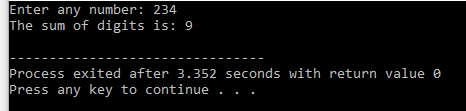 Enter any number: 234
The sum of digits is: 9
--------------------------------
Process exited after 3.352 seconds with return value 0
Press any key to continue . . .